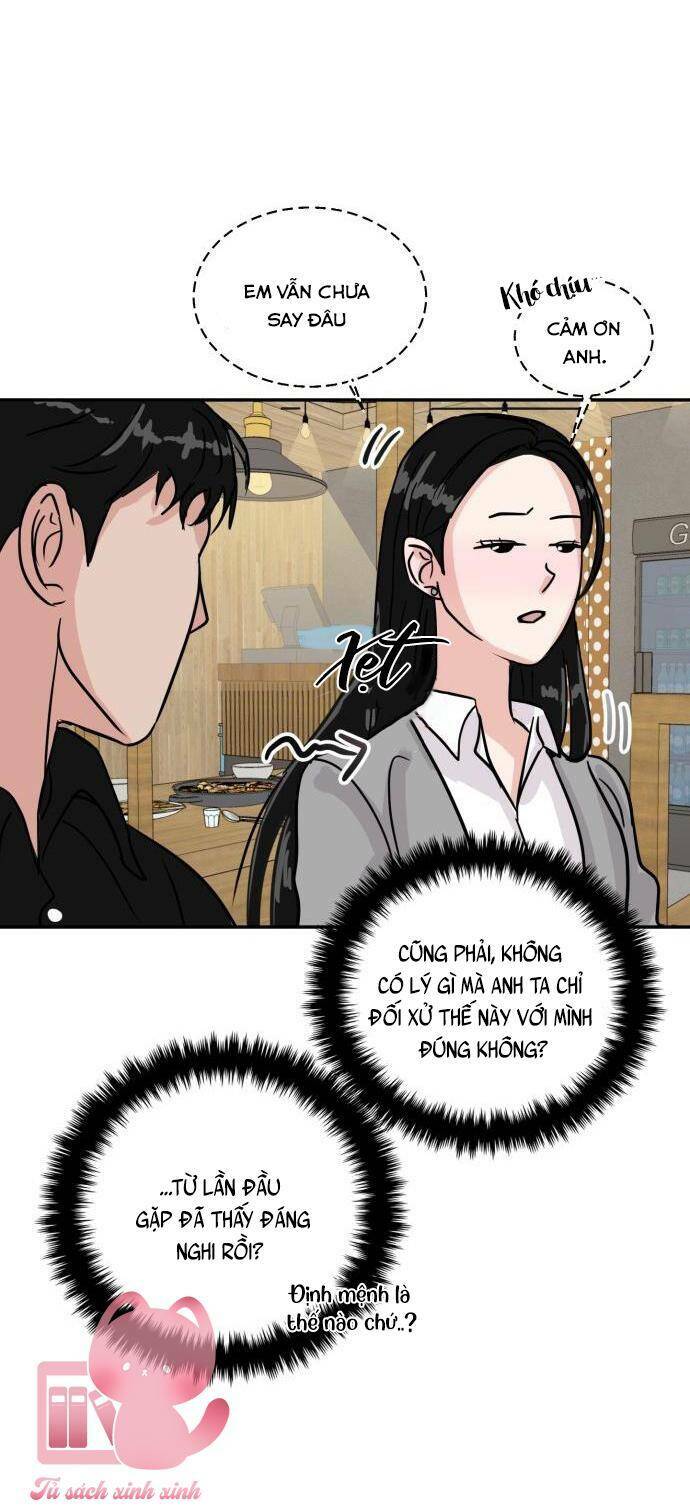 EM VẪN CHƯA
SAY ĐÂU
Khó chịu...
CẢM ƠN
ANH.
G
Kẹt
CŨNG PHẢI, KHÔNG
CÓ LÝ GÌ MÀ ANH TA CHỈ
ĐỐI XỬ THẾ NÀY VỚI MÌNH
ĐÚNG KHÔNG?
...TỪ LẦN ĐẦU
GẶP ĐÃ THẤY ĐÁNG
NGHI RỒI?
Định mệnh là
thế nào chứ..?
Tủ sách xinh xinh